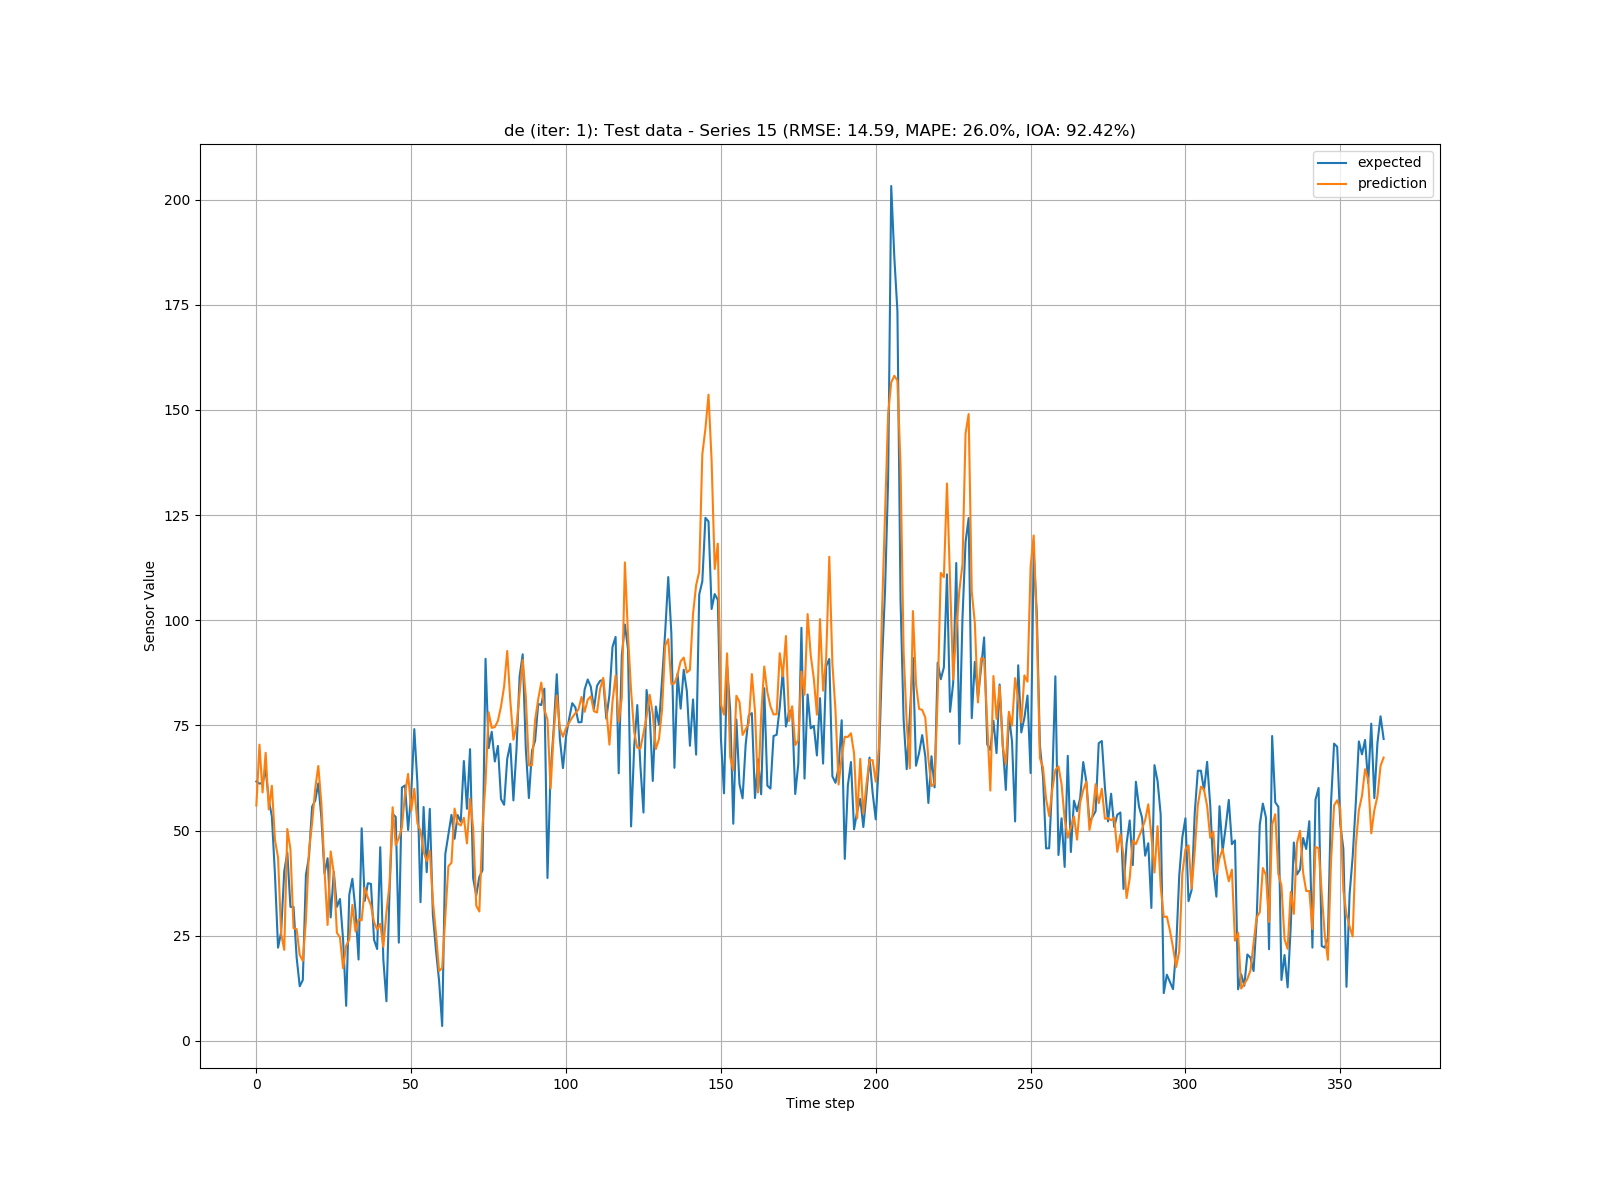 de (iter: 1): Test data - Series 15 (RMSE: 14.59, MAPE: 26.0%, IOA: 92.42%)
expected
prediction
200
175
150
125
100
75
50
25
0
Sensor Value
0 50 100 150 200 250 300 350
Time step